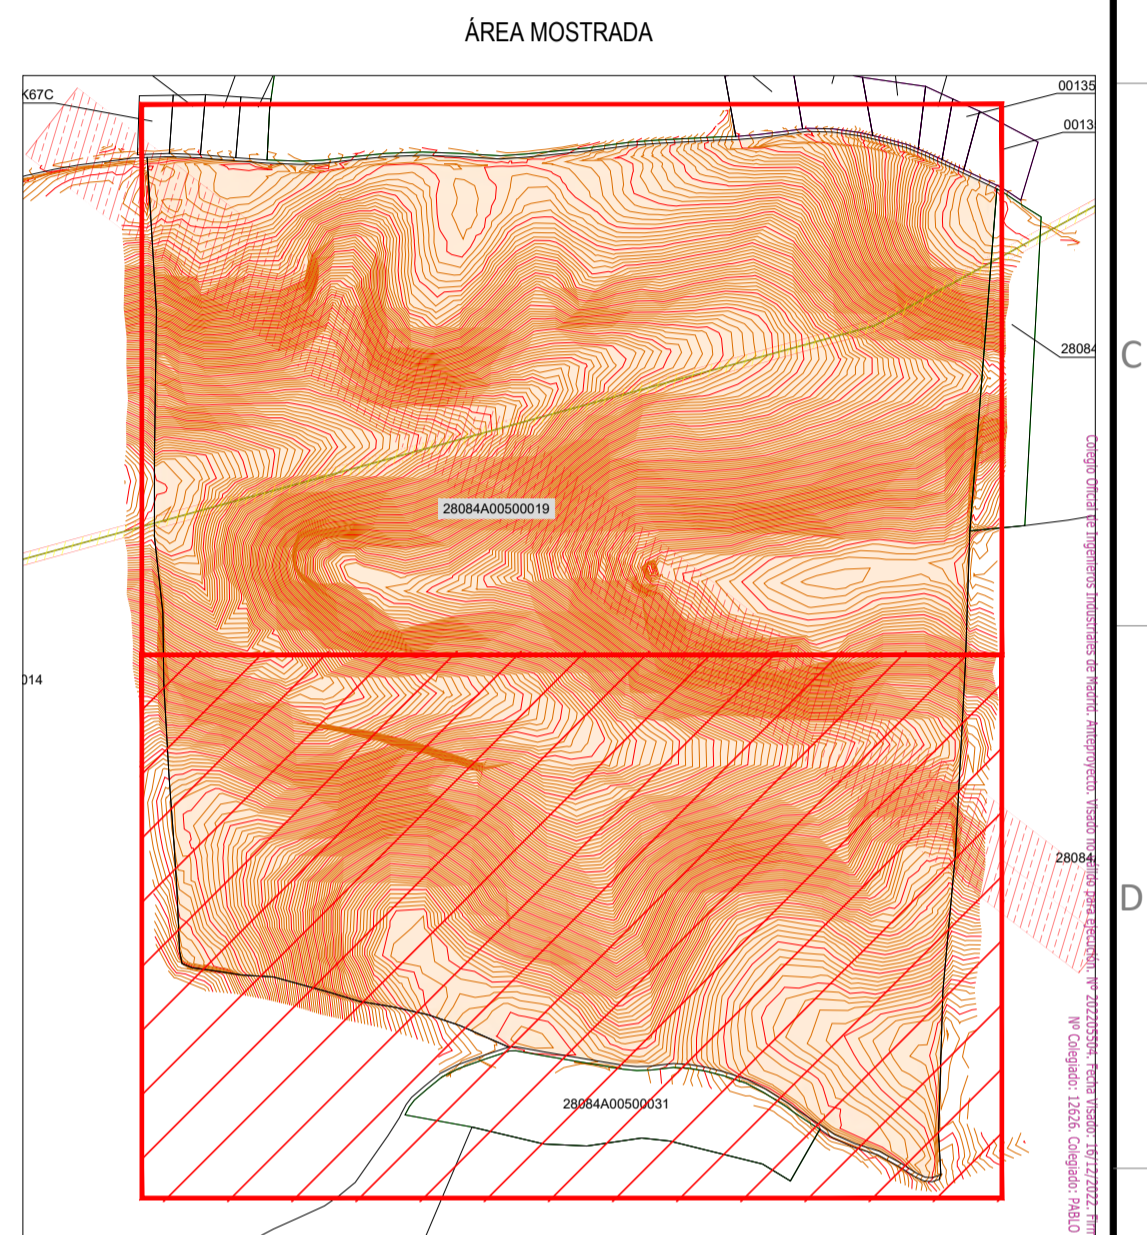 ÁREA MOSTRADA
K67C
00135
0013
28084
C
28084A00500019
014
28084
D
28084A00500031
Colegio Oficial de Ingenieros Industriales de Madrid. Anteproyecto. Visado no válido para ejecución. Nº 202205504. Fecha Visado: 16/12/2022. Firm
Nº Colegiado: 12626. Colegiado: PABLO